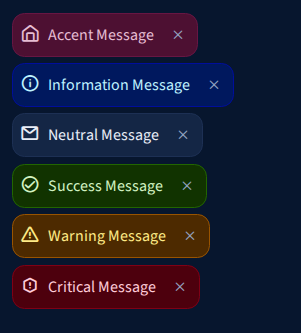 Accent Message
Information Message
Neutral Message
Success Message
Warning Message
Critical Message